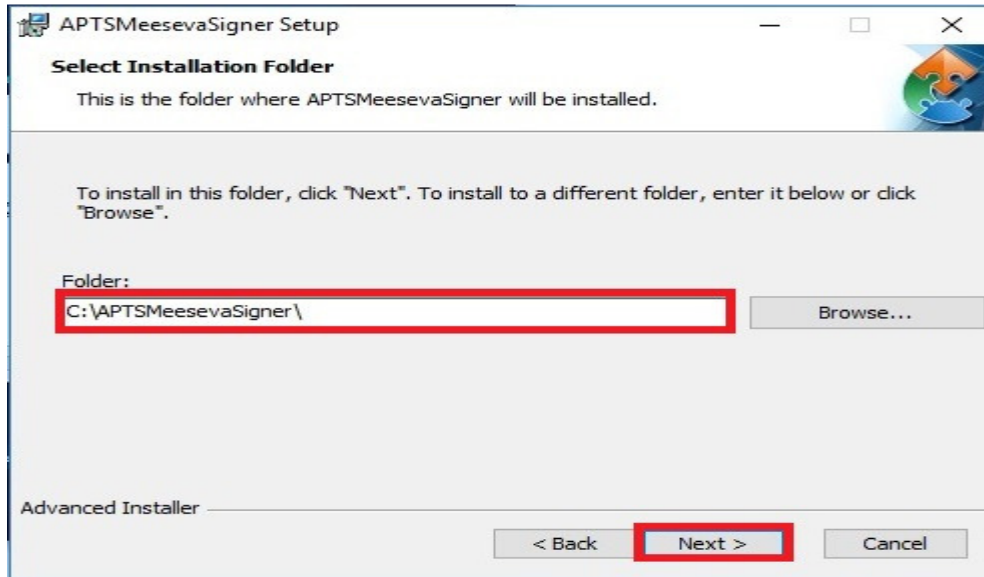 APTSMeesevaSigner Setup
Select Installation Folder
This is the folder where APTSMeesevaSigner will be installed.
To install in this folder, click "Next". To install to a different folder, enter it below or click
"Browse".
Folder:
C:\APTSMeesevaSigner\
Browse...
Advanced Installer
< Back
Next >
Cancel